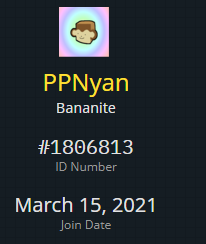 PPNyan
Bananite
#1806813
ID Number
March 15, 2021
Join Date